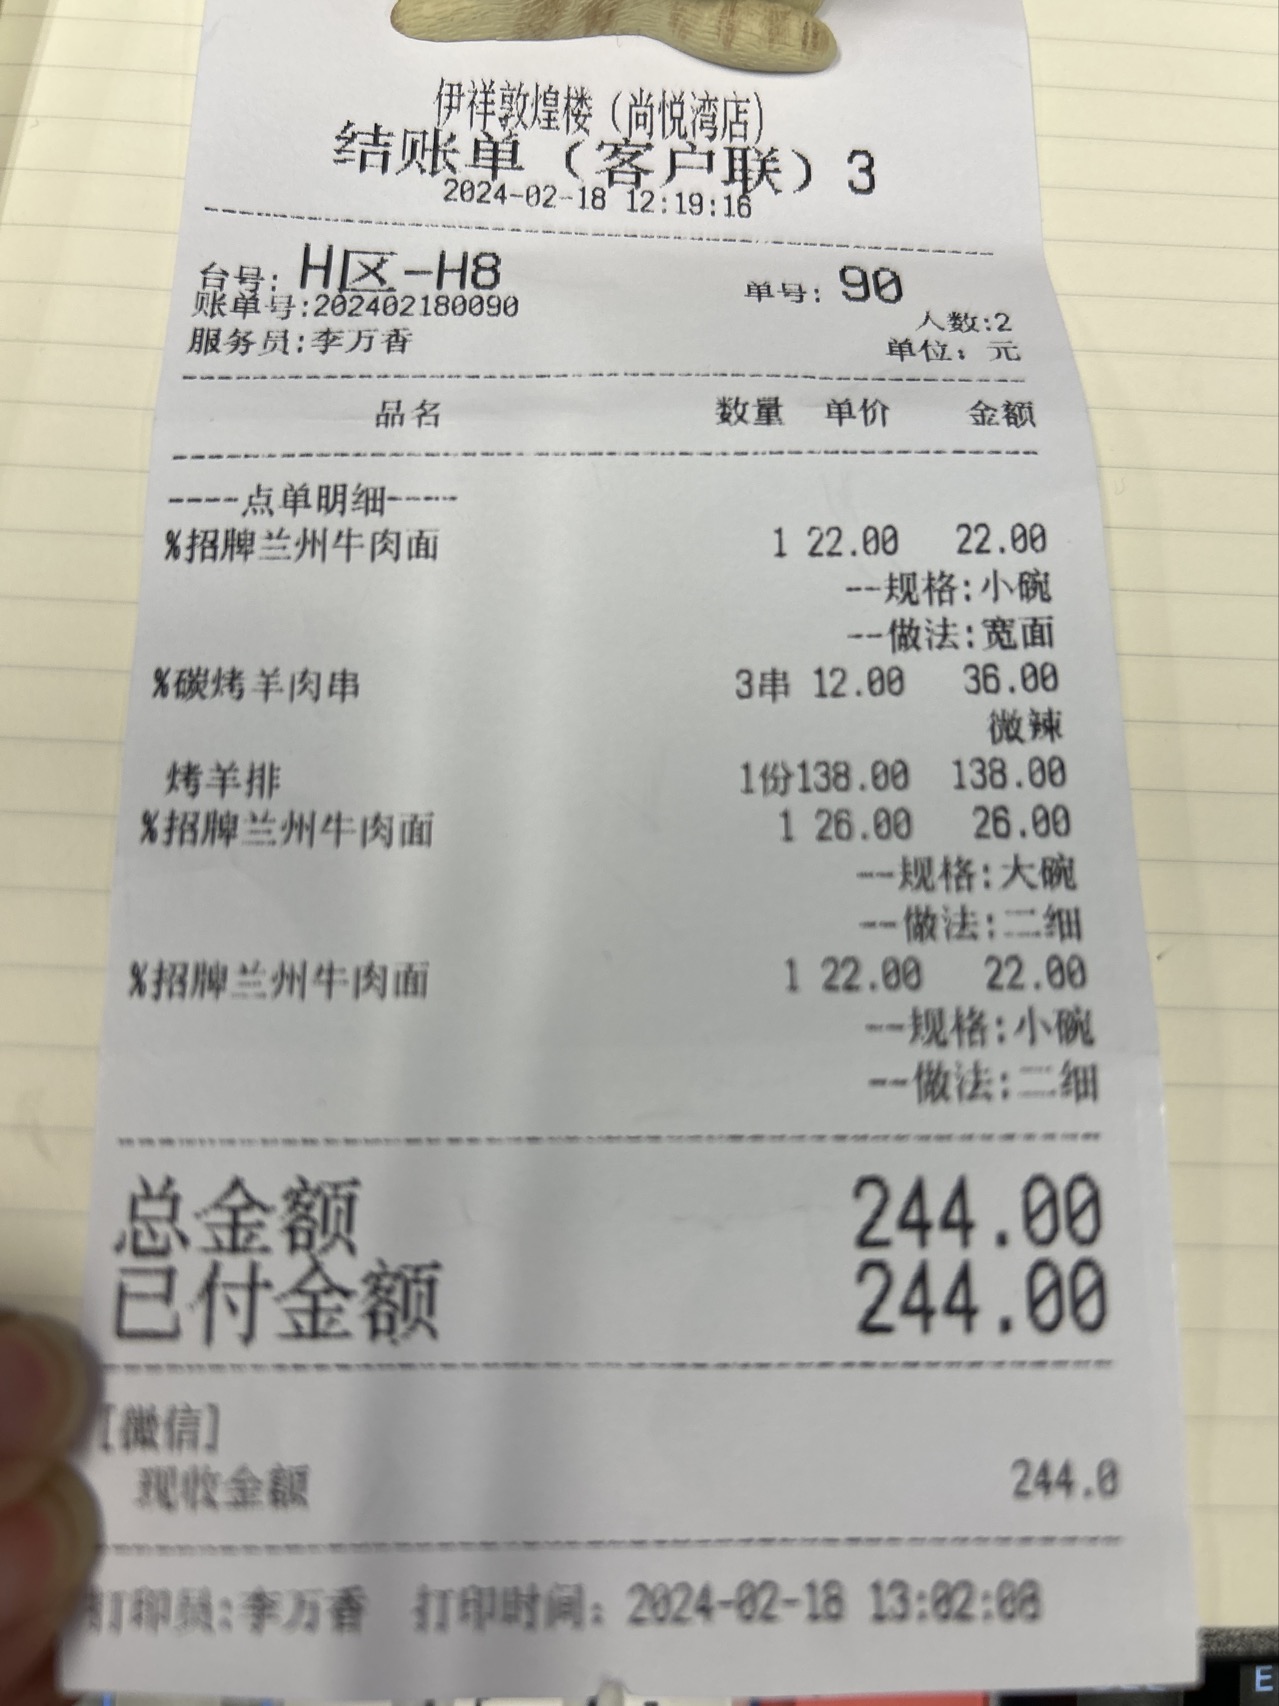 伊祥敦煌楼（尚悦湾店）
结账单（客户联）3
2024-02-18 12:19:16
台号: H区-H8 单号: 90
账单号:202402180090 人数:2
服务员:李万香 单位: 元
品名 数量 单价 金额
----点单明细-----
%招牌兰州牛肉面 1 22.00 22.00
--规格:小碗
--做法:宽面
%碳烤羊肉串 3串 12.00 36.00
微辣
烤羊排 1份138.00 138.00
%招牌兰州牛肉面 1 26.00 26.00
--规格:大碗
--做法:二细
%招牌兰州牛肉面 1 22.00 22.00
--规格:小碗
--做法:二细
总金额 244.00
已付金额 244.00
[微信]
现收金额 244.0
打印员:李万香 打印时间: 2024-02-18 13:02:08